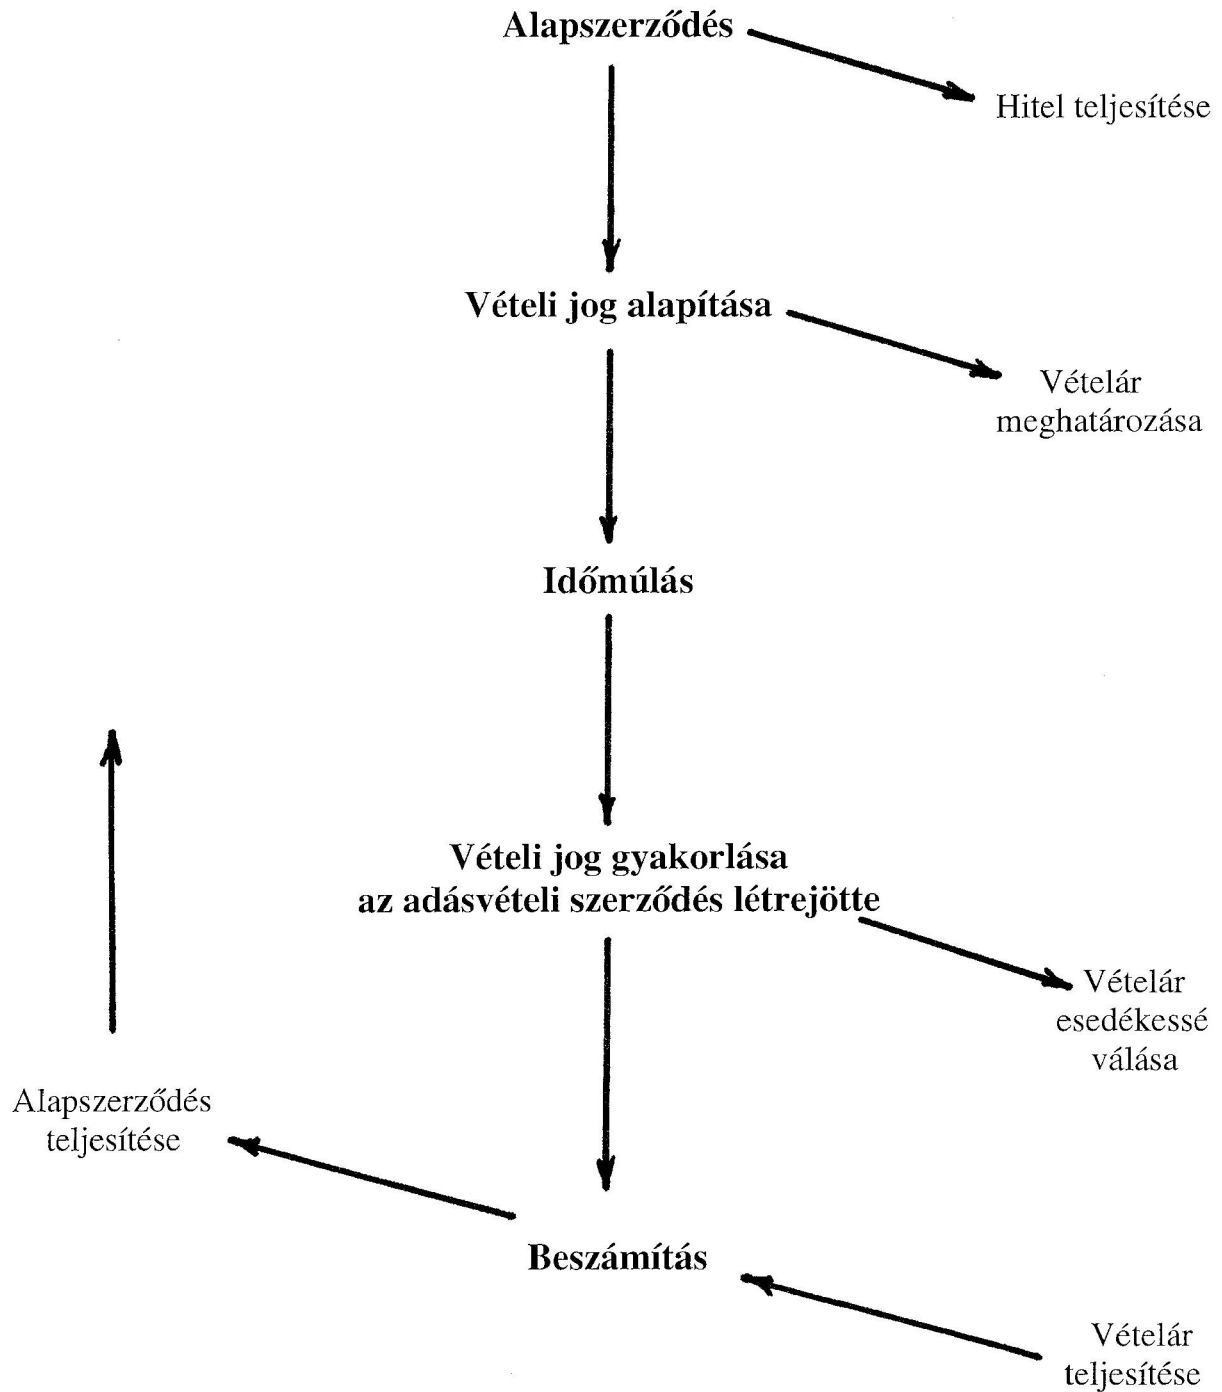 Alapszerződés
Hitel teljesítése
Vételi jog alapítása
Vételár
meghatározása
Időmúlás
Vételi jog gyakorlása
az adásvételi szerződés létrejötte
Vételár
esedékessé
válása
Alapszerződés
teljesítése
Beszámítás
Vételár
teljesítése